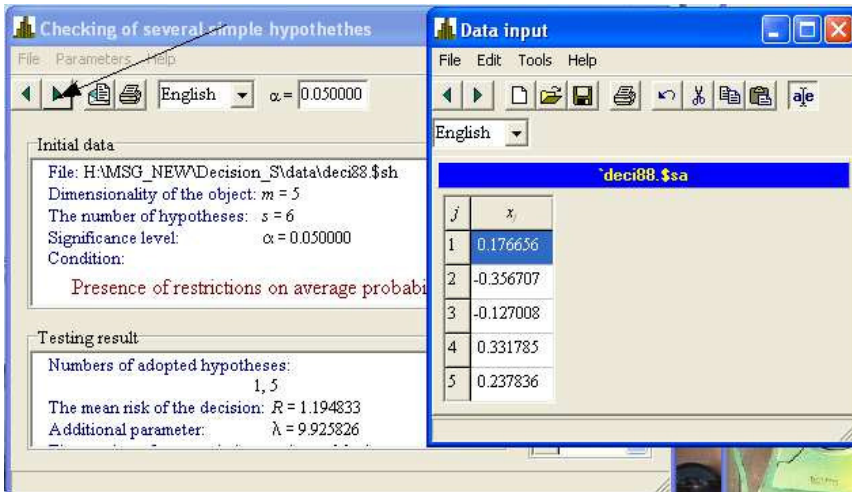 Checking of several simple hypothethes
File Parameters Help
English α = 0.050000
Initial data
File: H:\MSG_NEW\Decision_S\data\deci88.$sh
Dimensionality of the object: m = 5
The number of hypotheses: s = 6
Significance level: α = 0.050000
Condition:
Presence of restrictions on average probabi
Testing result
Numbers of adopted hypotheses:
1, 5
The mean risk of the decision: R = 1.194833
Additional parameter: λ = 9.925826
Data input
File Edit Tools Help
English
`deci88.$sa
j xj
1 0.176656
2 -0.356707
3 -0.127008
4 0.331785
5 0.237836